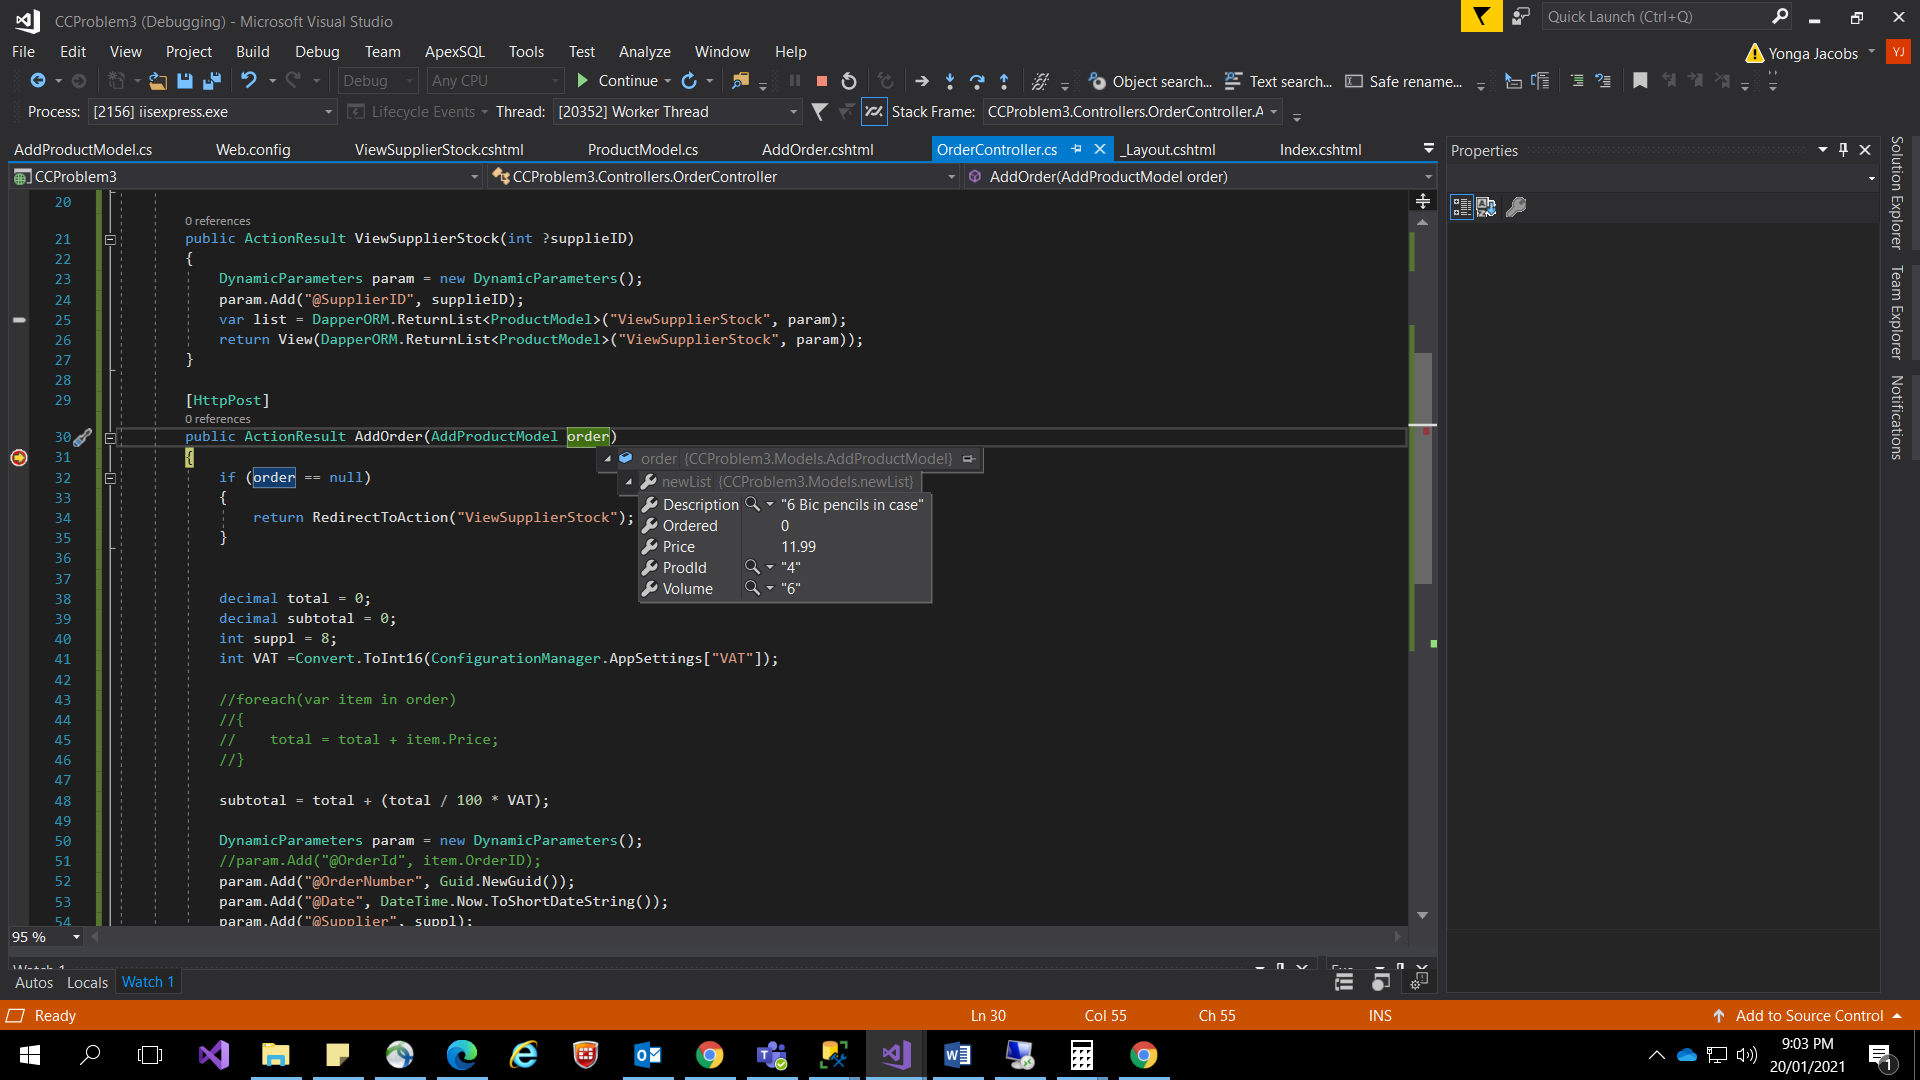 CCProblem3 (Debugging) - Microsoft Visual Studio
Quick Launch (Ctrl+Q)
File Edit View Project Build Debug Team ApexSQL Tools Test Analyze Window Help
Yonga Jacobs YJ
Debug Any CPU Continue Object search... Text search... Safe rename...
Process: [2156] iisexpress.exe Lifecycle Events Thread: [20352] Worker Thread Stack Frame: CCProblem3.Controllers.OrderController.A
AddProductModel.cs Web.config ViewSupplierStock.cshtml ProductModel.cs AddOrder.cshtml OrderController.cs _Layout.cshtml Index.cshtml
CCProblem3 CCProblem3.Controllers.OrderController AddOrder(AddProductModel order)
20
0 references
21 public ActionResult ViewSupplierStock(int ?supplieID)
22 {
23 DynamicParameters param = new DynamicParameters();
24 param.Add("@SupplierID", supplieID);
25 var list = DapperORM.ReturnList<ProductModel>("ViewSupplierStock", param);
26 return View(DapperORM.ReturnList<ProductModel>("ViewSupplierStock", param));
27 }
28
29 [HttpPost]
0 references
30 public ActionResult AddOrder(AddProductModel order)
31 {
order {CCProblem3.Models.AddProductModel}
32 if (order == null)
newList {CCProblem3.Models.newList}
33 {
Description "6 Bic pencils in case"
34 return RedirectToAction("ViewSupplierStock");
Ordered 0
35 }
Price 11.99
36
ProdId "4"
37
Volume "6"
38 decimal total = 0;
39 decimal subtotal = 0;
40 int suppl = 8;
41 int VAT =Convert.ToInt16(ConfigurationManager.AppSettings["VAT"]);
42
43 //foreach(var item in order)
44 //{
45 // total = total + item.Price;
46 //}
47
48 subtotal = total + (total / 100 * VAT);
49
50 DynamicParameters param = new DynamicParameters();
51 //param.Add("@OrderId", item.OrderID);
52 param.Add("@OrderNumber", Guid.NewGuid());
53 param.Add("@Date", DateTime.Now.ToShortDateString());
54 param.Add("@Supplier", suppl);
95 %
Watch 1
Autos Locals Watch 1
Properties
Solution Explorer
Team Explorer
Notifications
Ready Ln 30 Col 55 Ch 55 INS Add to Source Control
9:03 PM
20/01/2021
1